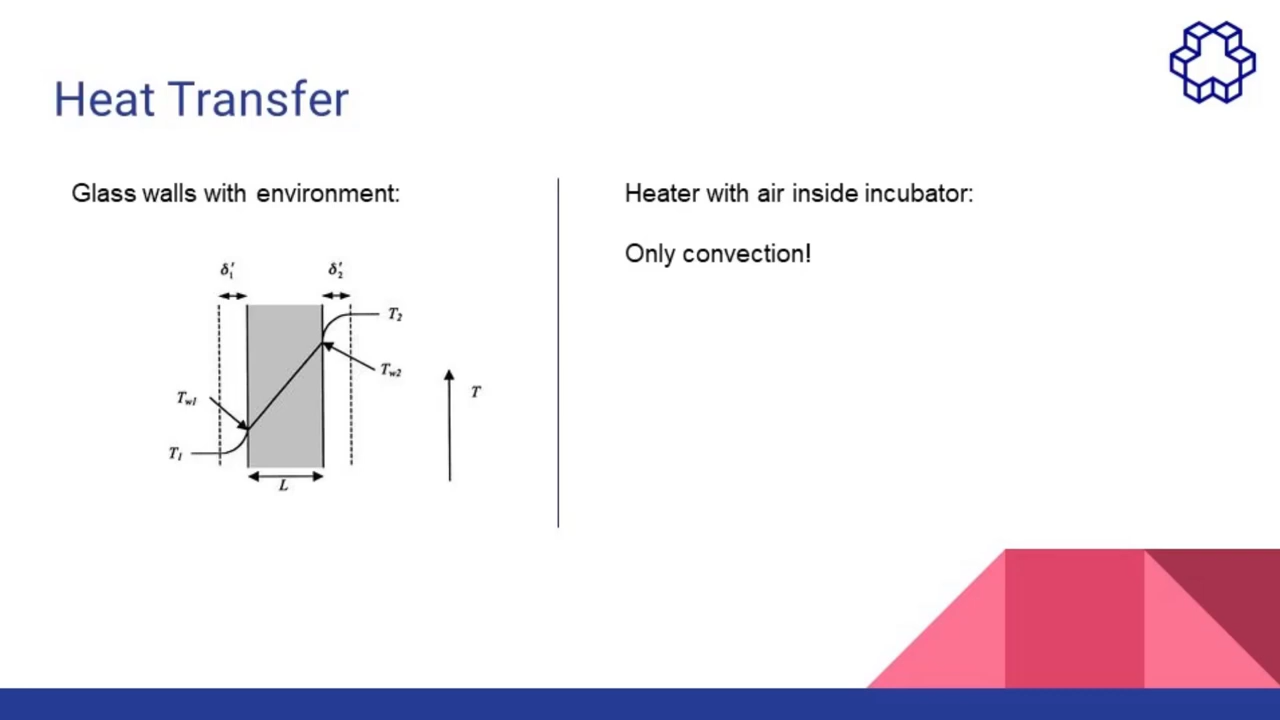 Heat Transfer
Glass walls with environment:
δ′₁ δ′₂
T₂
T_w2
T_w1
T₁
L
T
Heater with air inside incubator:
Only convection!